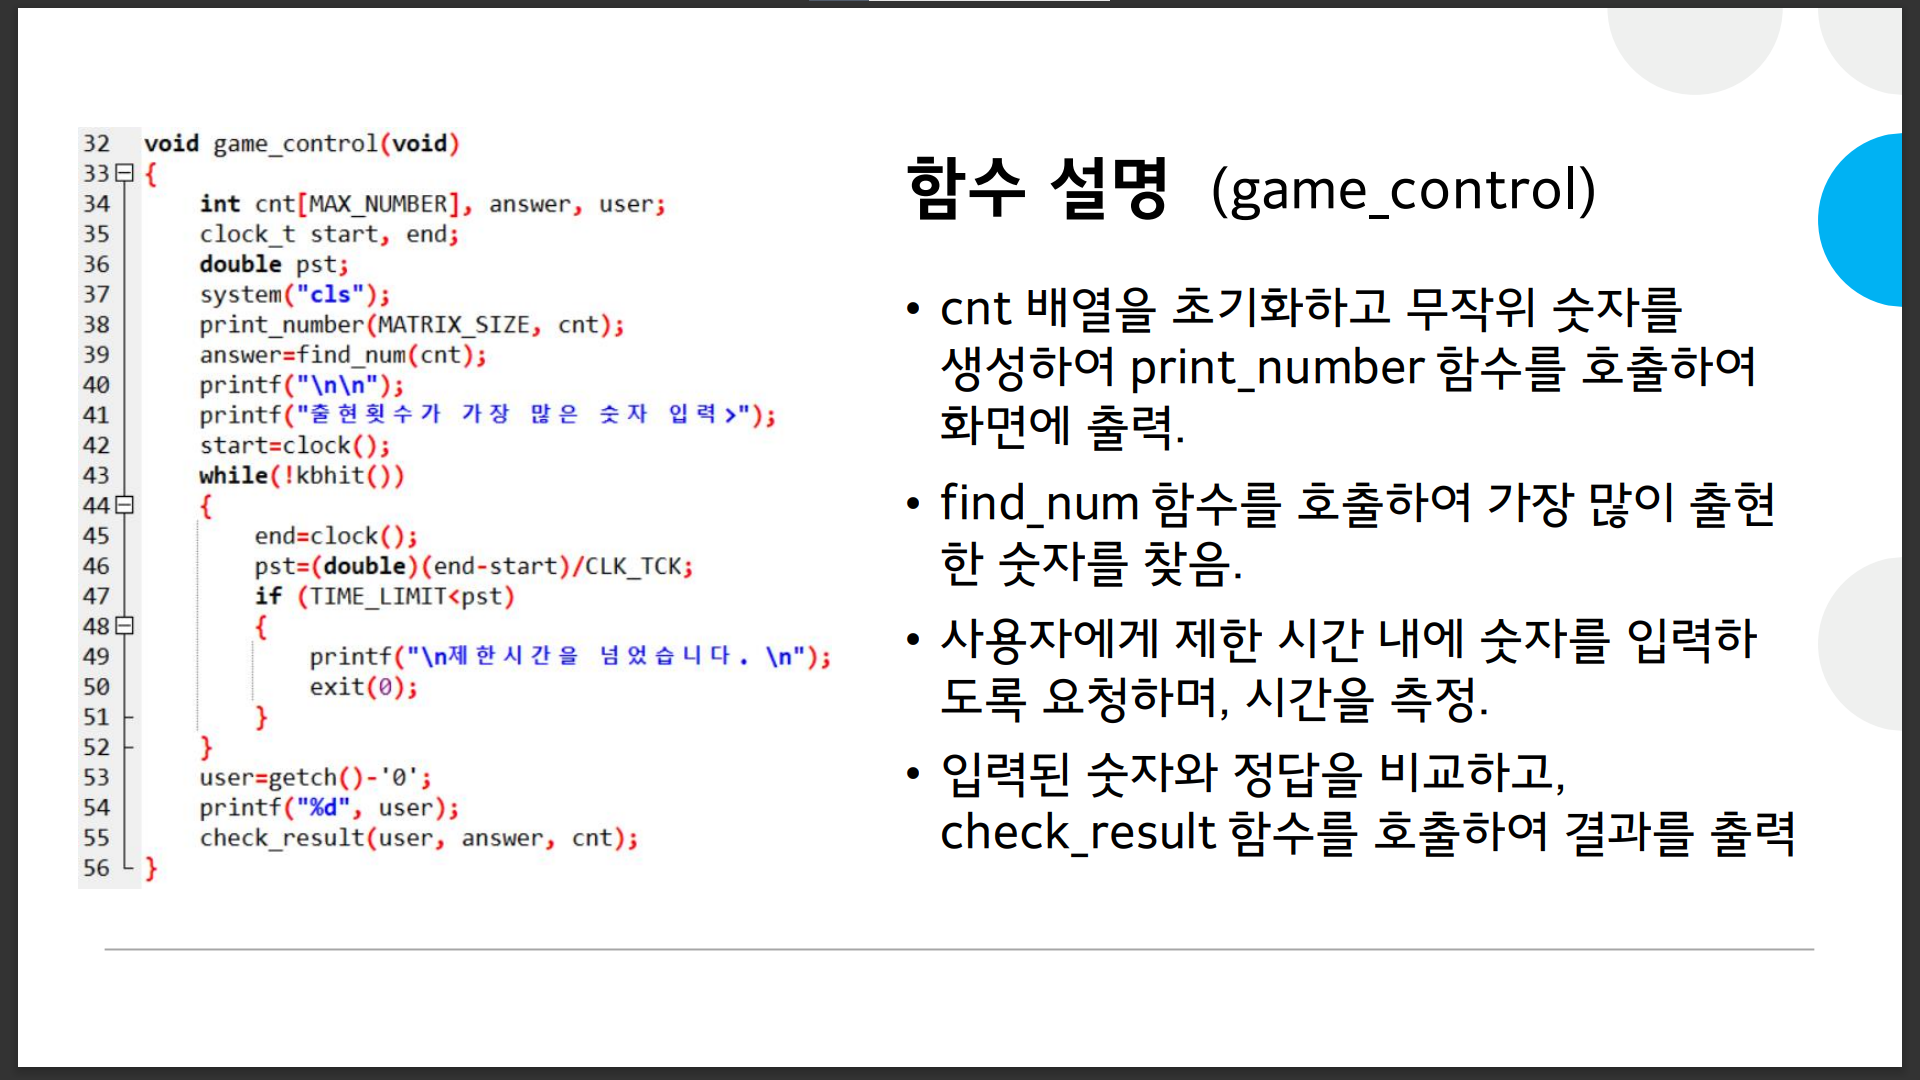 32 void game_control(void)
33 {
34 int cnt[MAX_NUMBER], answer, user;
35 clock_t start, end;
36 double pst;
37 system("cls");
38 print_number(MATRIX_SIZE, cnt);
39 answer=find_num(cnt);
40 printf("\n\n");
41 printf("출현횟수가 가장 많은 숫자 입력>");
42 start=clock();
43 while(!kbhit())
44 {
45 end=clock();
46 pst=(double)(end-start)/CLK_TCK;
47 if (TIME_LIMIT<pst)
48 {
49 printf("\n제한시간을 넘었습니다. \n");
50 exit(0);
51 }
52 }
53 user=getch()-'0';
54 printf("%d", user);
55 check_result(user, answer, cnt);
56 }
함수 설명 (game_control)
• cnt 배열을 초기화하고 무작위 숫자를
생성하여 print_number 함수를 호출하여
화면에 출력.
• find_num 함수를 호출하여 가장 많이 출현
한 숫자를 찾음.
• 사용자에게 제한 시간 내에 숫자를 입력하
도록 요청하며, 시간을 측정.
• 입력된 숫자와 정답을 비교하고,
check_result 함수를 호출하여 결과를 출력